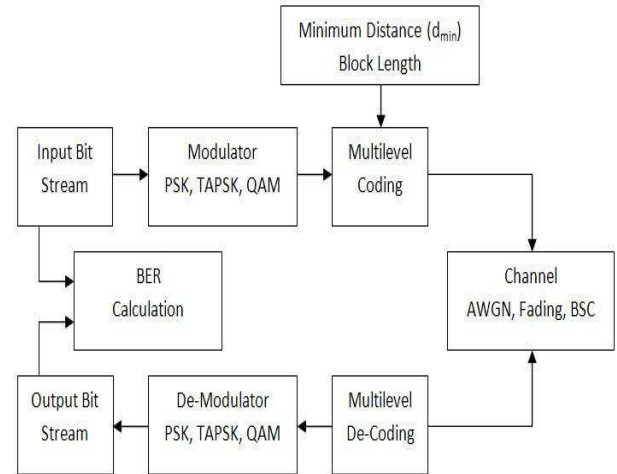 Minimum Distance (dmin)
Block Length
Input Bit
Stream
Modulator
PSK, TAPSK, QAM
Multilevel
Coding
BER
Calculation
Channel
AWGN, Fading, BSC
Output Bit
Stream
De-Modulator
PSK, TAPSK, QAM
Multilevel
De-Coding